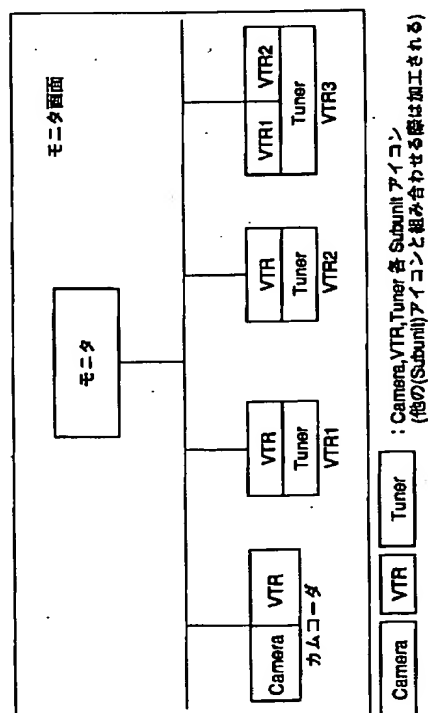 モニタ画面
モニタ
Camera VTR
カムコーダ
VTR
Tuner
VTR1
VTR
Tuner
VTR2
VTR1 VTR2
Tuner
VTR3
Camera VTR Tuner : Camera,VTR,Tuner 各 Subunit アイコン
(他の(Subunit)アイコンと組み合わせる際は加工される)